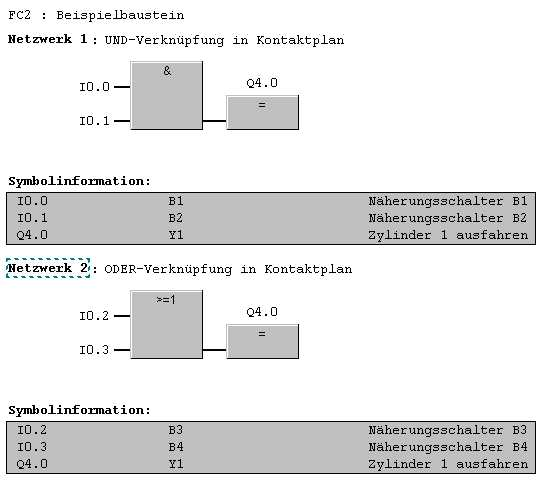 FC2 : Beispielbaustein
Netzwerk 1 : UND-Verknüpfung in Kontaktplan
&
I0.0
Q4.0
=
I0.1
Symbolinformation:
I0.0 B1 Näherungsschalter B1
I0.1 B2 Näherungsschalter B2
Q4.0 Y1 Zylinder 1 ausfahren
Netzwerk 2 : ODER-Verknüpfung in Kontaktplan
>=1
I0.2
Q4.0
=
I0.3
Symbolinformation:
I0.2 B3 Näherungsschalter B3
I0.3 B4 Näherungsschalter B4
Q4.0 Y1 Zylinder 1 ausfahren